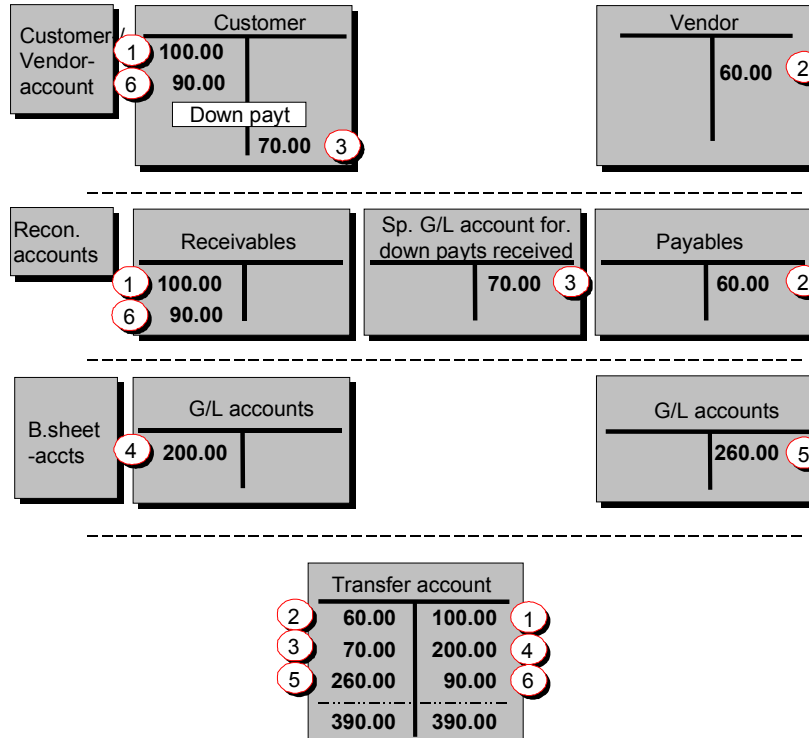 Customer /
Vendor-
account
Customer
1 100.00
6 90.00
Down payt
70.00 3
Vendor
60.00 2
Recon.
accounts
Receivables
1 100.00
6 90.00
Sp. G/L account for.
down payts received
70.00 3
Payables
60.00 2
B.sheet
-accts
G/L accounts
4 200.00
G/L accounts
260.00 5
Transfer account
2 60.00 100.00 1
3 70.00 200.00 4
5 260.00 90.00 6
390.00 390.00